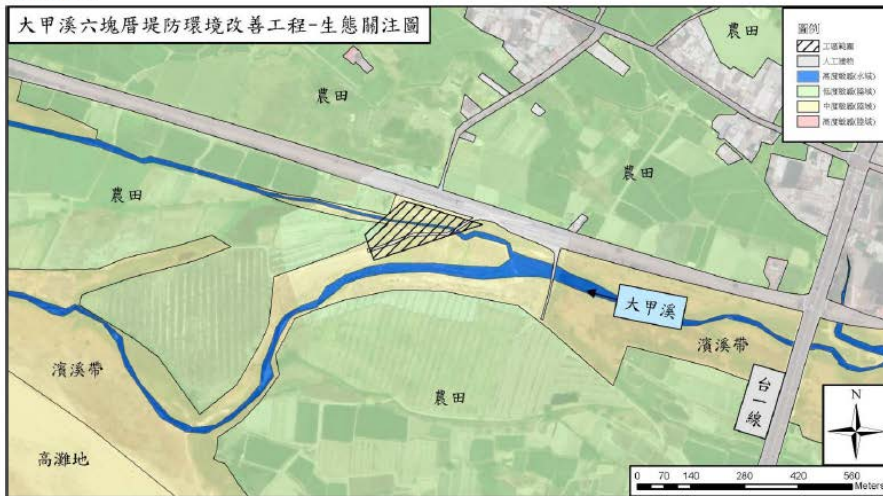 大甲溪六塊厝堤防環境改善工程-生態關注圖
圖例
工區範圍
人工建物
高度敏感(水域)
低度敏感(陸域)
中度敏感(陸域)
高度敏感(陸域)
農田
農田
農田
農田
大甲溪
濱溪帶
濱溪帶
農田
台一線
高灘地
N
0 70 140 280 420 560
Meters